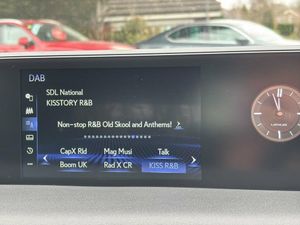 DAB
SDL National
KISSTORY R&B
Non-stop R&B Old Skool and Anthems!
CapX Rld Mag Musi Talk
Boom UK Rad X CR KISS R&B
LEXUS